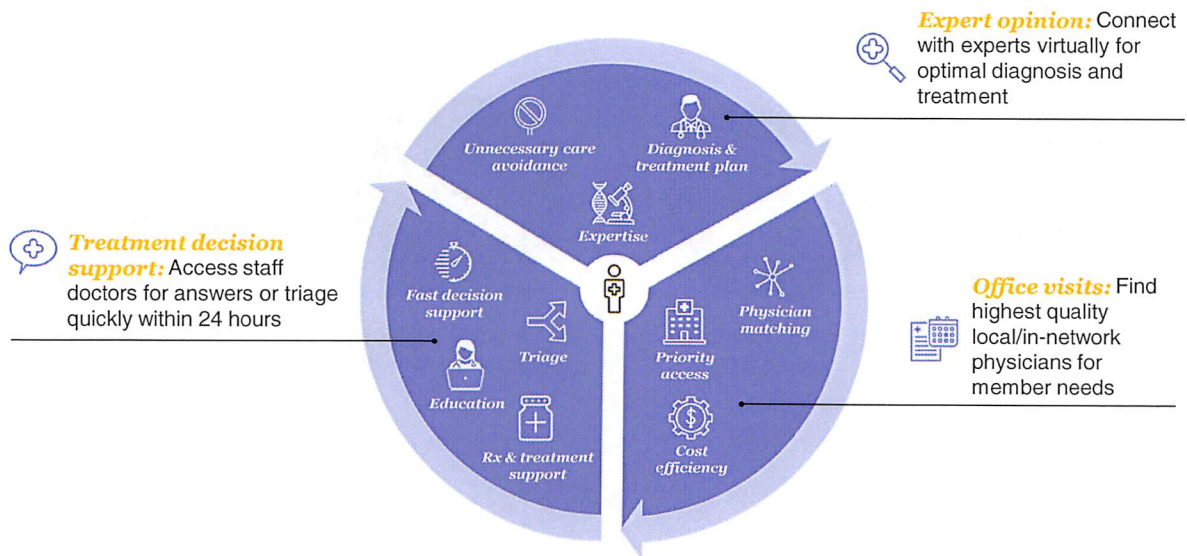 Expert opinion: Connect
with experts virtually for
optimal diagnosis and
treatment
Unnecessary care
avoidance
Diagnosis &
treatment plan
Expertise
Treatment decision
support: Access staff
doctors for answers or triage
quickly within 24 hours
Fast decision
support
Triage
Education
Rx & treatment
support
Physician
matching
Priority
access
$
Cost
efficiency
Office visits: Find
highest quality
local/in-network
physicians for
member needs